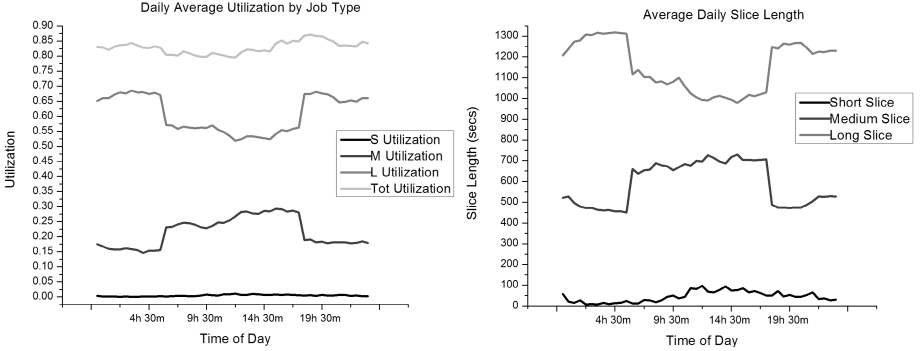 Daily Average Utilization by Job Type
0.90
0.85
0.80
0.75
0.70
0.65
0.60
0.55
0.50
0.45
0.40
0.35
0.30
0.25
0.20
0.15
0.10
0.05
0.00
Utilization
S Utilization
M Utilization
L Utilization
Tot Utilization
4h 30m 9h 30m 14h 30m 19h 30m
Time of Day
Average Daily Slice Length
1300
1200
1100
1000
900
800
700
600
500
400
300
200
100
0
Slice Length (secs)
Short Slice
Medium Slice
Long Slice
4h 30m 9h 30m 14h 30m 19h 30m
Time of Day